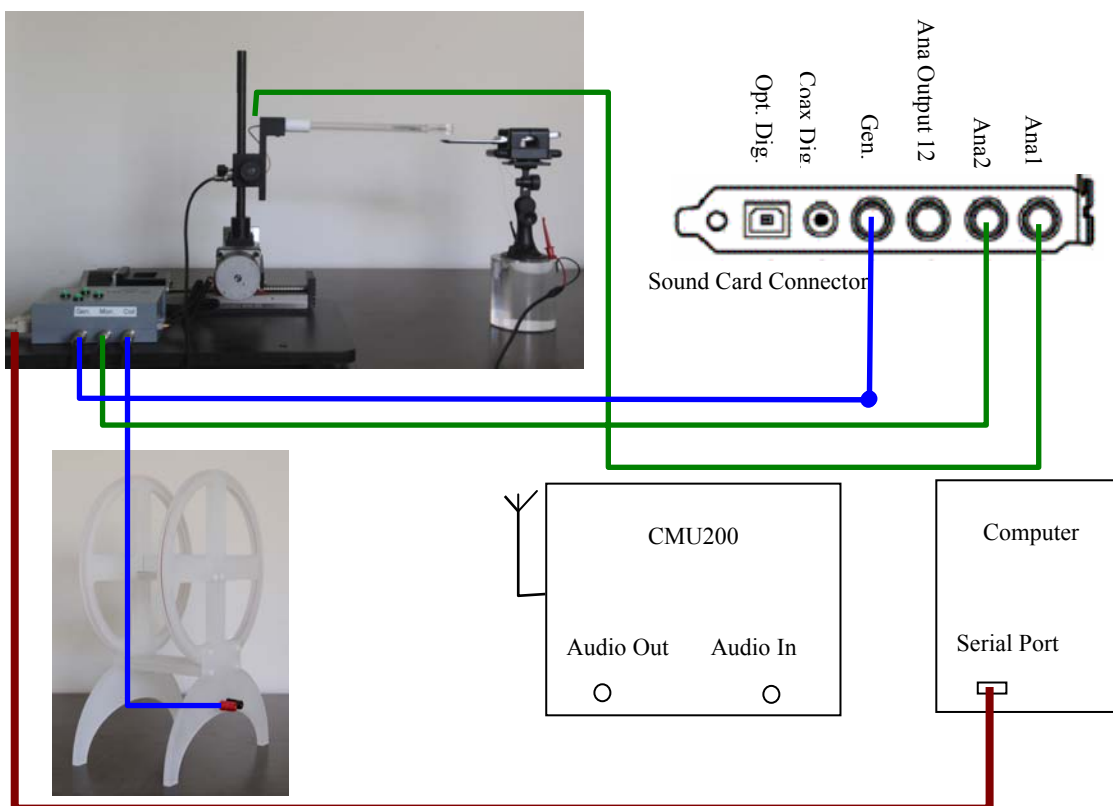 Opt. Dig.
Coax Dig.
Gen.
Ana Output 12
Ana2
Ana1
Sound Card Connector
Gen. Mon. Coil
CMU200
Computer
Audio Out
Audio In
Serial Port